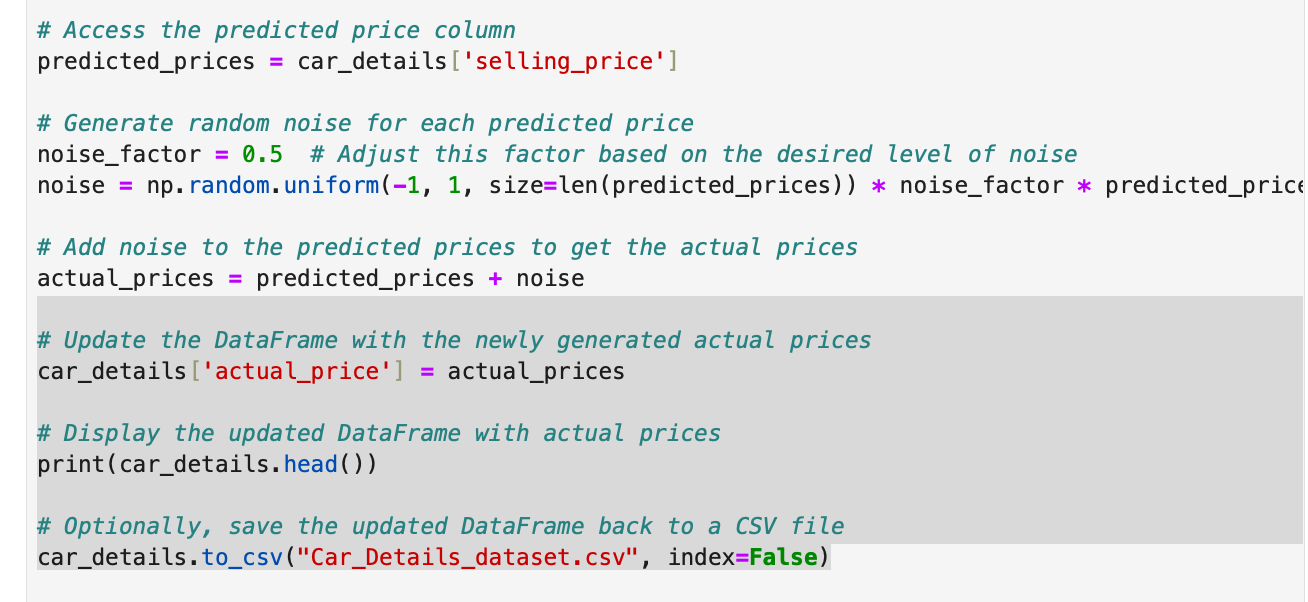 # Access the predicted price column
predicted_prices = car_details['selling_price']
# Generate random noise for each predicted price
noise_factor = 0.5  # Adjust this factor based on the desired level of noise
noise = np.random.uniform(-1, 1, size=len(predicted_prices)) * noise_factor *
# Add noise to the predicted prices to get the actual prices
actual_prices = predicted_prices + noise
# Update the DataFrame with the newly generated actual prices
car_details['actual_price'] = actual_prices
# Display the updated DataFrame with actual prices
print(car_details.head())
# Optionally, save the updated DataFrame back to a CSV file
car_details.to_csv("Car_Details_dataset.csv", index=False)